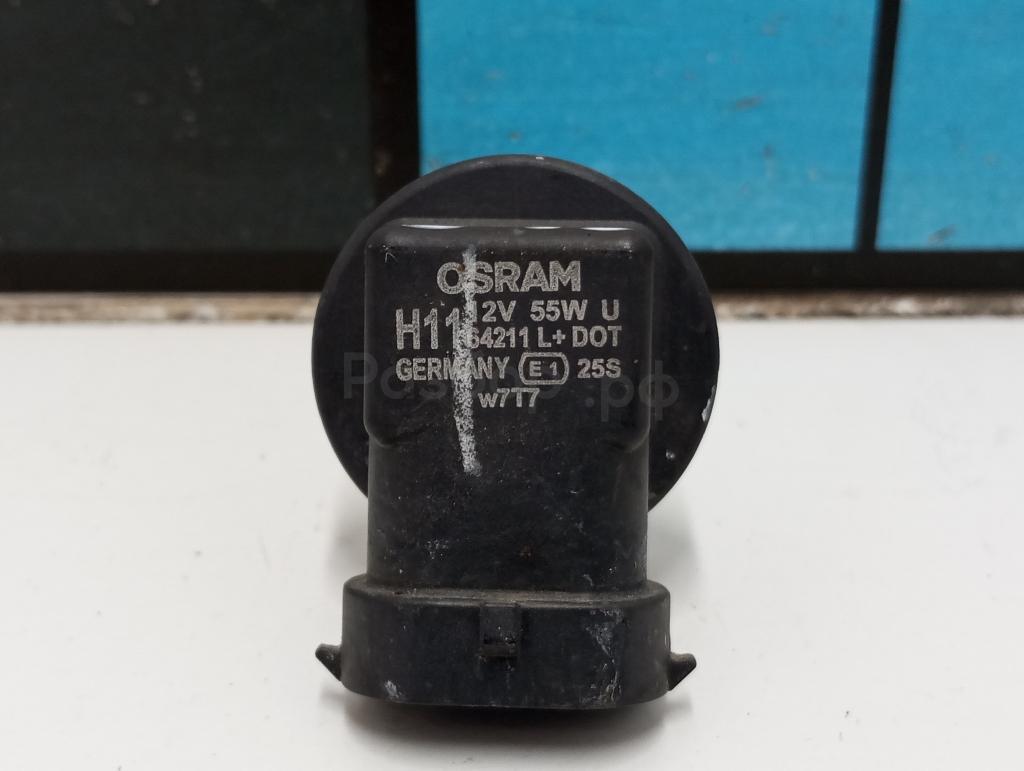 OSRAM
H11 12V 55W U
64211 L+ DOT
GERMANY E1 25S
w7T7